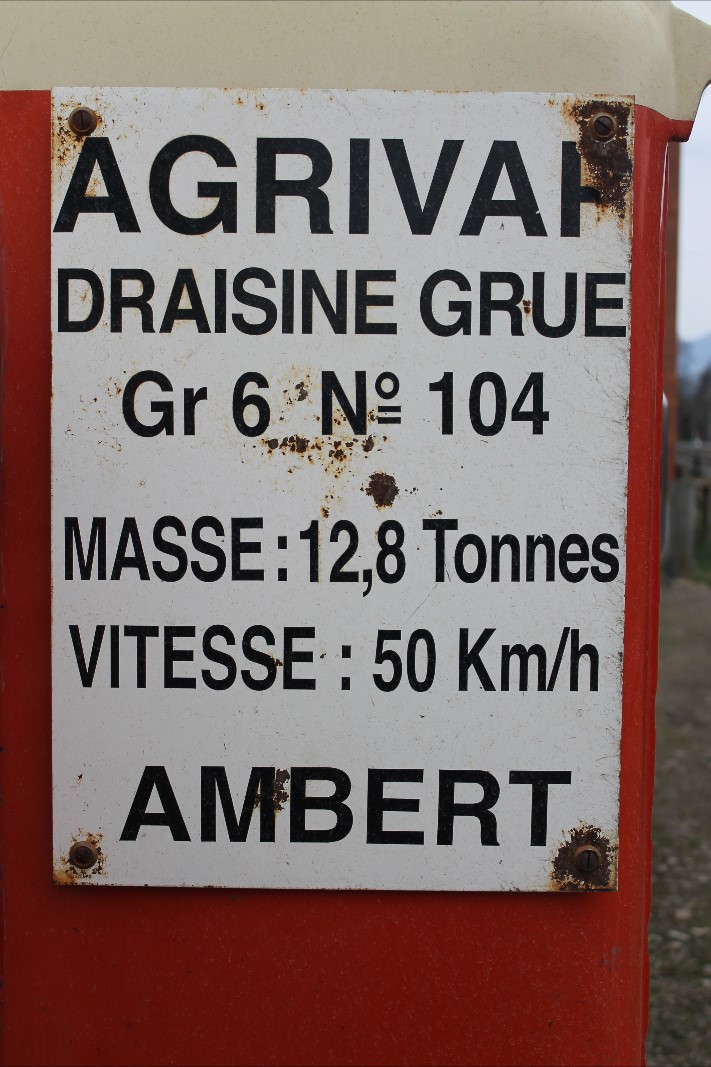 AGRIVAP
DRAISINE GRUE
Gr 6 Nº 104
MASSE : 12,8 Tonnes
VITESSE : 50 Km/h
AMBERT